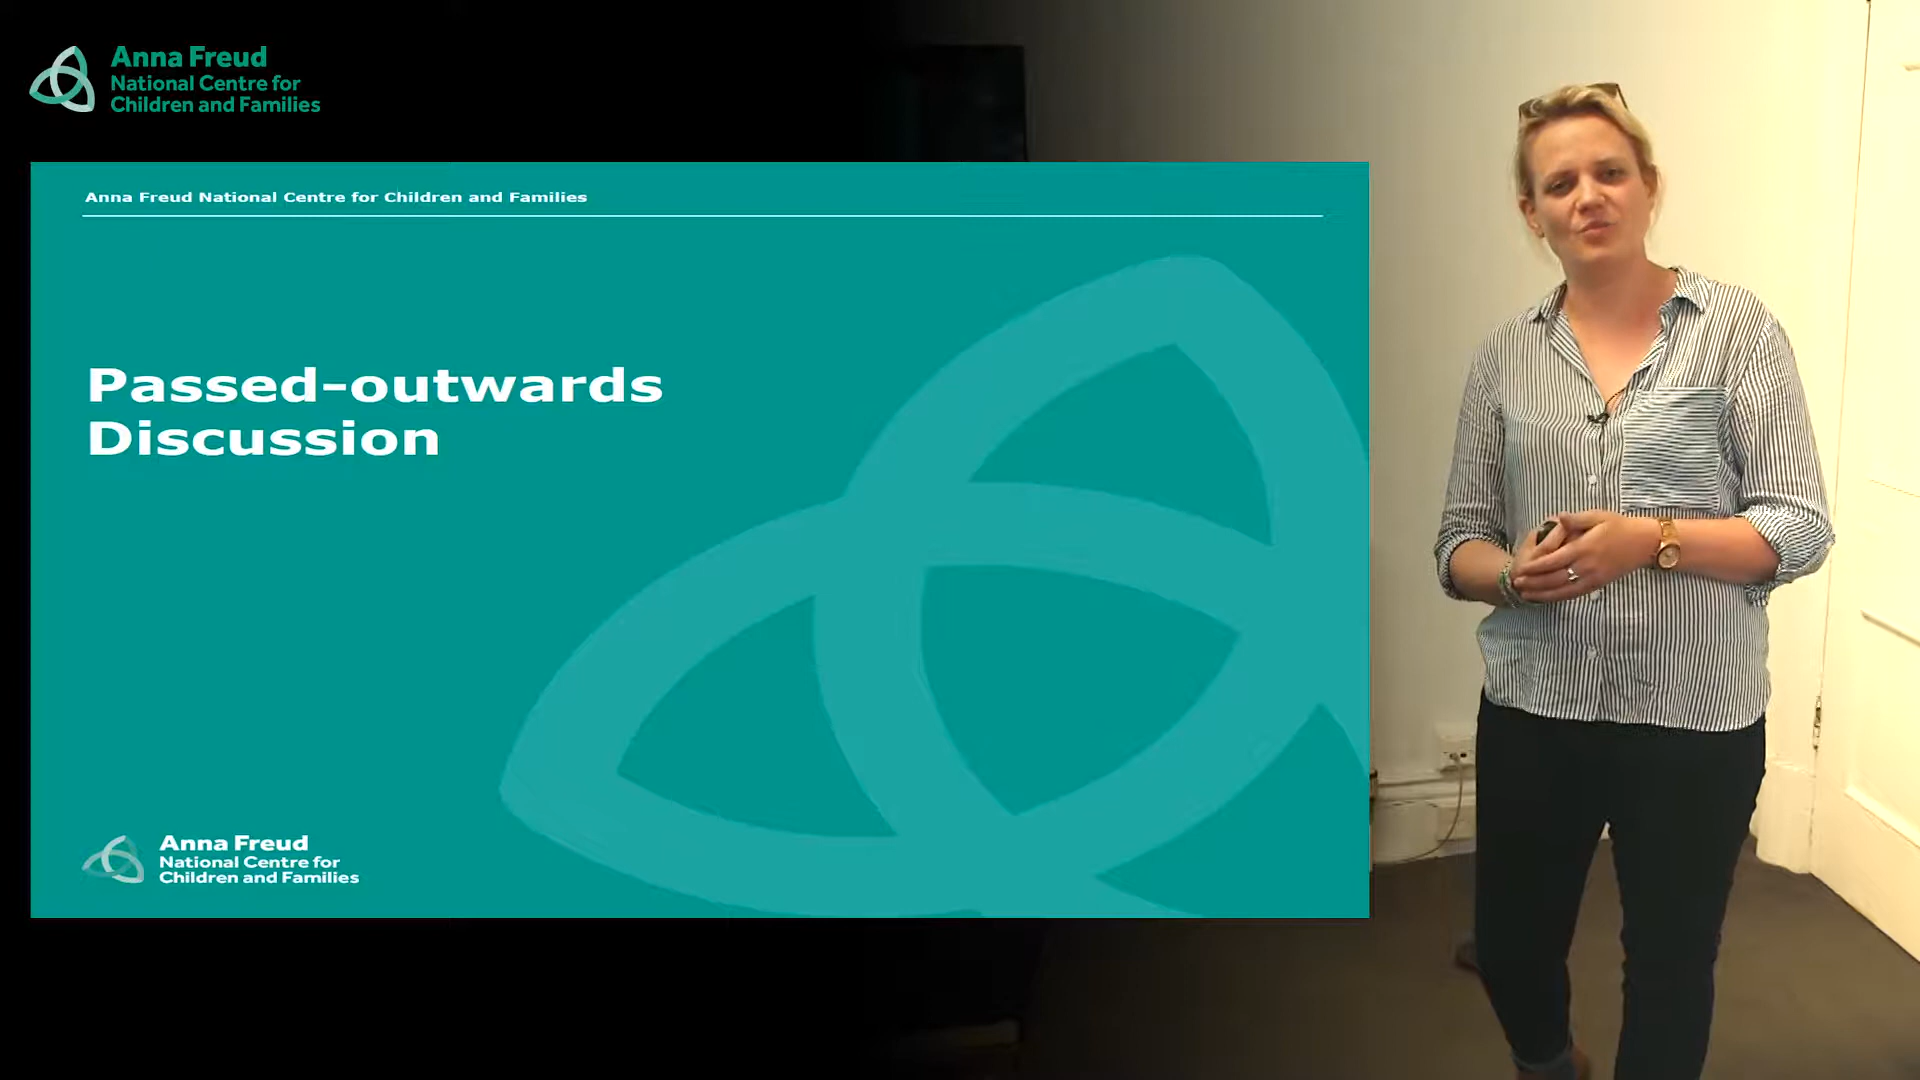 Anna Freud
National Centre for
Children and Families
Anna Freud National Centre for Children and Families
Passed-outwards
Discussion
Anna Freud
National Centre for
Children and Families